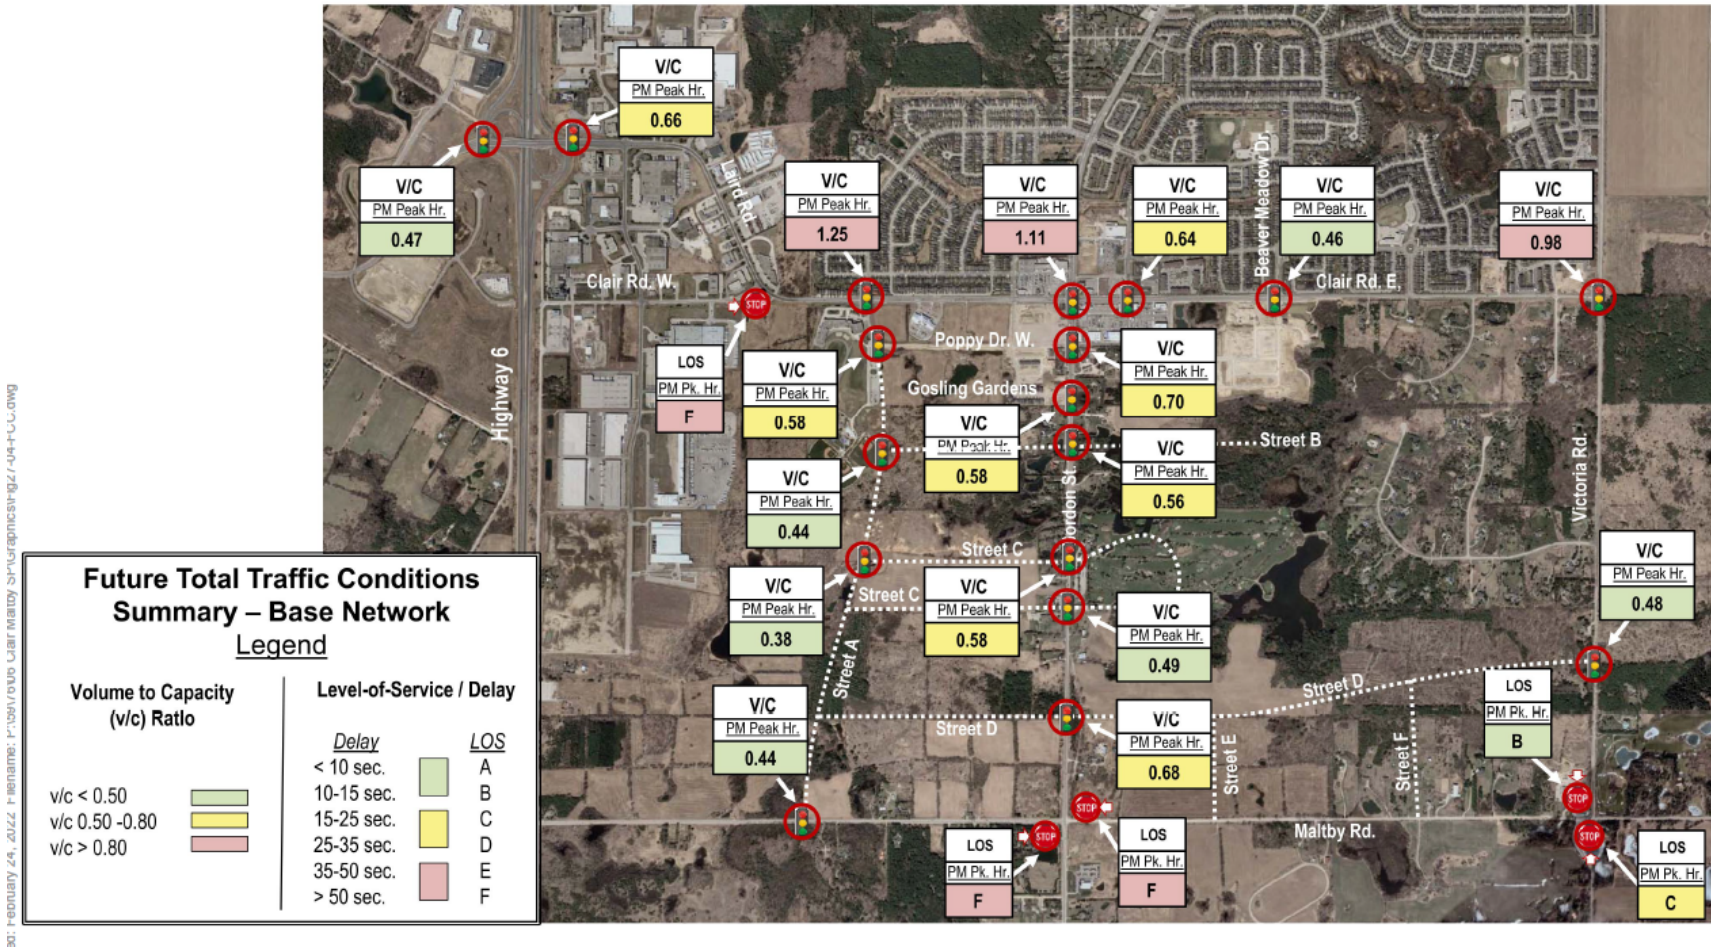 V/C
PM Peak Hr.
0.66
V/C
PM Peak Hr.
0.47
Laird Rd
V/C
PM Peak Hr.
1.25
V/C
PM Peak Hr.
1.11
V/C
PM Peak Hr.
0.64
Beaver Meadow Dr.
V/C
PM Peak Hr.
0.46
V/C
PM Peak Hr.
0.98
Clair Rd. W.
STOP
Clair Rd. E.
Highway 6
LOS
PM Pk. Hr.
F
V/C
PM Peak Hr.
0.58
Poppy Dr. W.
Gosling Gardens
V/C
PM Peak Hr.
0.70
V/C
PM Peak Hr.
0.58
Street B
V/C
PM Peak Hr.
0.56
V/C
PM Peak Hr.
0.44
Victoria Rd.
Street C
V/C
PM Peak Hr.
0.38
Street C
V/C
PM Peak Hr.
0.58
V/C
PM Peak Hr.
0.49
V/C
PM Peak Hr.
0.48
Street A
Street D
Street D
V/C
PM Peak Hr.
0.44
V/C
PM Peak Hr.
0.68
Street E
Street F
LOS
PM Pk. Hr.
B
STOP
STOP
STOP
STOP
Maltby Rd.
LOS
PM Pk. Hr.
F
LOS
PM Pk. Hr.
F
LOS
PM Pk. Hr.
C
Future Total Traffic Conditions
Summary – Base Network
Legend
Volume to Capacity
(v/c) Ratio
v/c < 0.50
v/c 0.50 -0.80
v/c > 0.80
Level-of-Service / Delay
Delay LOS
< 10 sec. A
10-15 sec. B
15-25 sec. C
25-35 sec. D
35-50 sec. E
> 50 sec. F